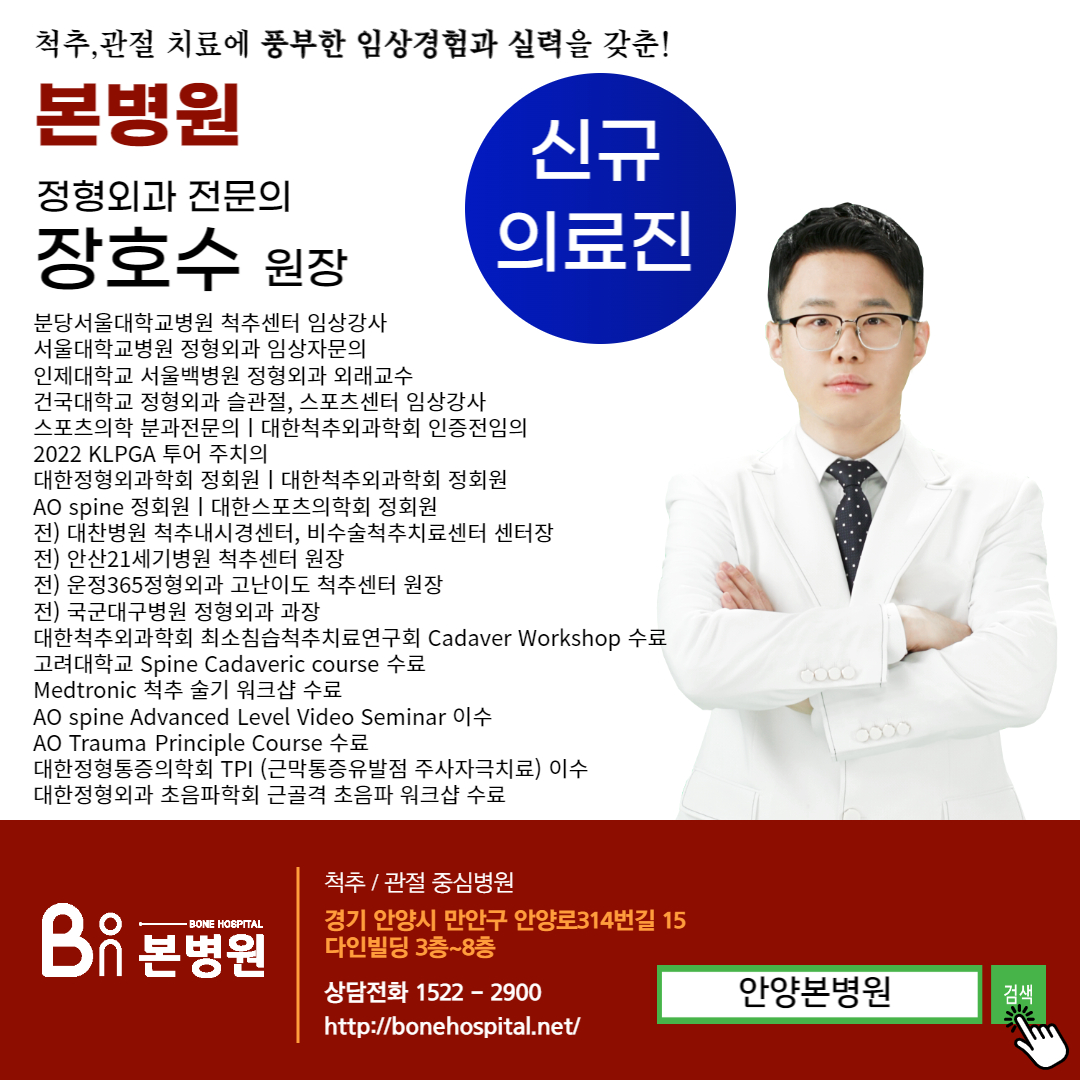 척추,관절 치료에 풍부한 임상경험과 실력을 갖춘!
본병원
신규
의료진
정형외과 전문의
장호수 원장
분당서울대학교병원 척추센터 임상강사
서울대학교병원 정형외과 임상자문의
인제대학교 서울백병원 정형외과 외래교수
건국대학교 정형외과 슬관절, 스포츠센터 임상강사
스포츠의학 분과전문의 ㅣ 대한척추외과학회 인증전임의
2022 KLPGA 투어 주치의
대한정형외과학회 정회원ㅣ대한척추외과학회 정회원
AO spine 정회원ㅣ대한스포츠의학회 정회원
전) 대찬병원 척추내시경센터, 비수술척추치료센터 센터장
전) 안산21세기병원 척추센터 원장
전) 운정365정형외과 고난이도 척추센터 원장
전) 국군대구병원 정형외과 과장
대한척추외과학회 최소침습척추치료연구회 Cadaver Workshop 수료
고려대학교 Spine Cadaveric course 수료
Medtronic 척추 술기 워크샵 수료
AO spine Advanced Level Video Seminar 이수
AO Trauma Principle Course 수료
대한정형통증의학회 TPI (근막통증유발점 주사자극치료) 이수
대한정형외과 초음파학회 근골격 초음파 워크샵 수료
Bon
BONE HOSPITAL
본병원
척추 / 관절 중심병원
경기 안양시 만안구 안양로314번길 15
다인빌딩 3층~8층
상담전화 1522 - 2900
http://bonehospital.net/
안양본병원
검색